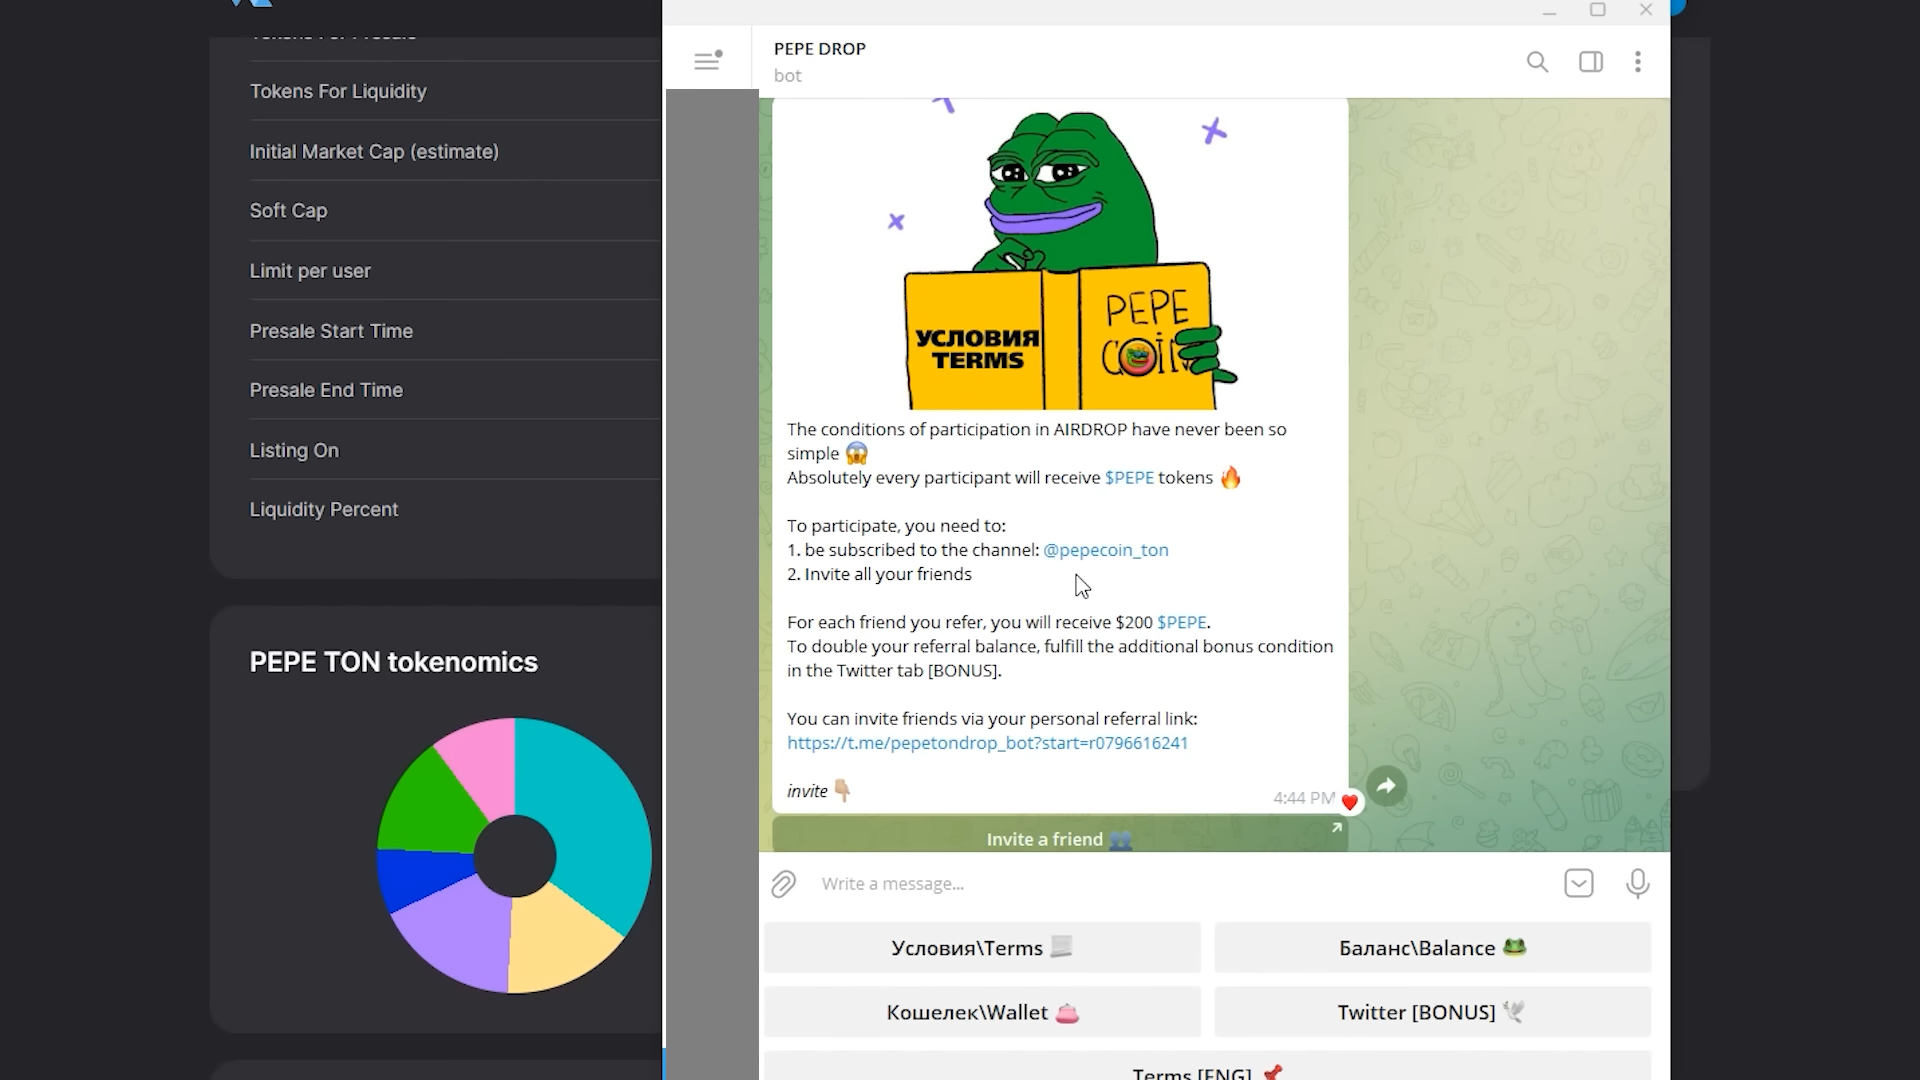 Tokens For Presale
Tokens For Liquidity
Initial Market Cap (estimate)
Soft Cap
Limit per user
Presale Start Time
Presale End Time
Listing On
Liquidity Percent
PEPE TON tokenomics
PEPE DROP
bot
УСЛОВИЯ
TERMS
PEPE
COIN
The conditions of participation in AIRDROP have never been so
simple 😱
Absolutely every participant will receive $PEPE tokens 🔥
To participate, you need to:
1. be subscribed to the channel: @pepecoin_ton
2. Invite all your friends
For each friend you refer, you will receive $200 $PEPE.
To double your referral balance, fulfill the additional bonus condition
in the Twitter tab [BONUS].
You can invite friends via your personal referral link:
https://t.me/pepetondrop_bot?start=r0796616241
invite 👇🏼
4:44 PM
Invite a friend 👥
Write a message...
Условия\Terms 📃
Баланс\Balance 🐸
Кошелек\Wallet 👛
Twitter [BONUS] 🕊
Terms [ENG] 📌